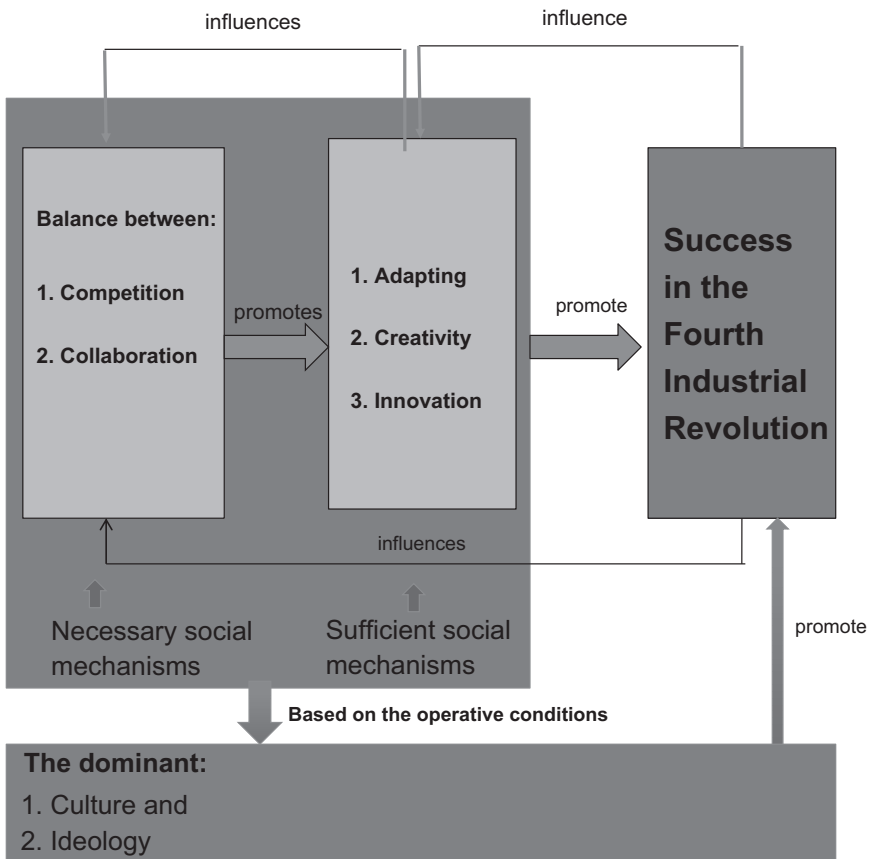 influences
influence
Balance between:
1. Competition
2. Collaboration
promotes
1. Adapting
2. Creativity
3. Innovation
promote
Success
in the
Fourth
Industrial
Revolution
influences
Necessary social
mechanisms
Sufficient social
mechanisms
promote
Based on the operative conditions
The dominant:
1. Culture and
2. Ideology